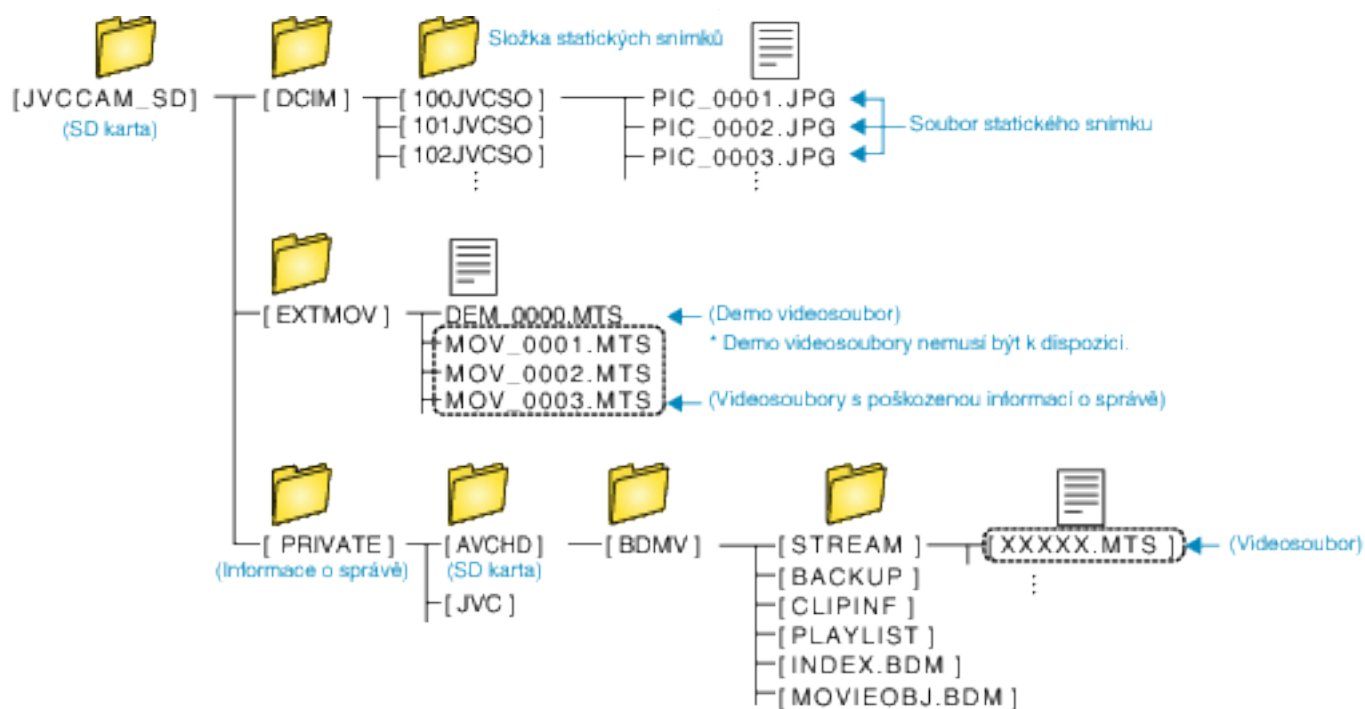 Složka statických snímků
[JVCCAM_SD] [DCIM] [100JVCSO] PIC_0001.JPG
(SD karta) [101JVCSO] PIC_0002.JPG Soubor statického snímku
[102JVCSO] PIC_0003.JPG
[EXTMOV] DEM_0000.MTS (Demo videosoubor)
MOV_0001.MTS * Demo videosoubory nemusí být k dispozici.
MOV_0002.MTS
MOV_0003.MTS (Videosoubory s poškozenou informací o správě)
[PRIVATE] [AVCHD] [BDMV] [STREAM] [XXXXX.MTS] (Videosoubor)
(Informace o správě) (SD karta) [BACKUP]
[JVC] [CLIPINF]
[PLAYLIST]
[INDEX.BDM]
[MOVIEOBJ.BDM]